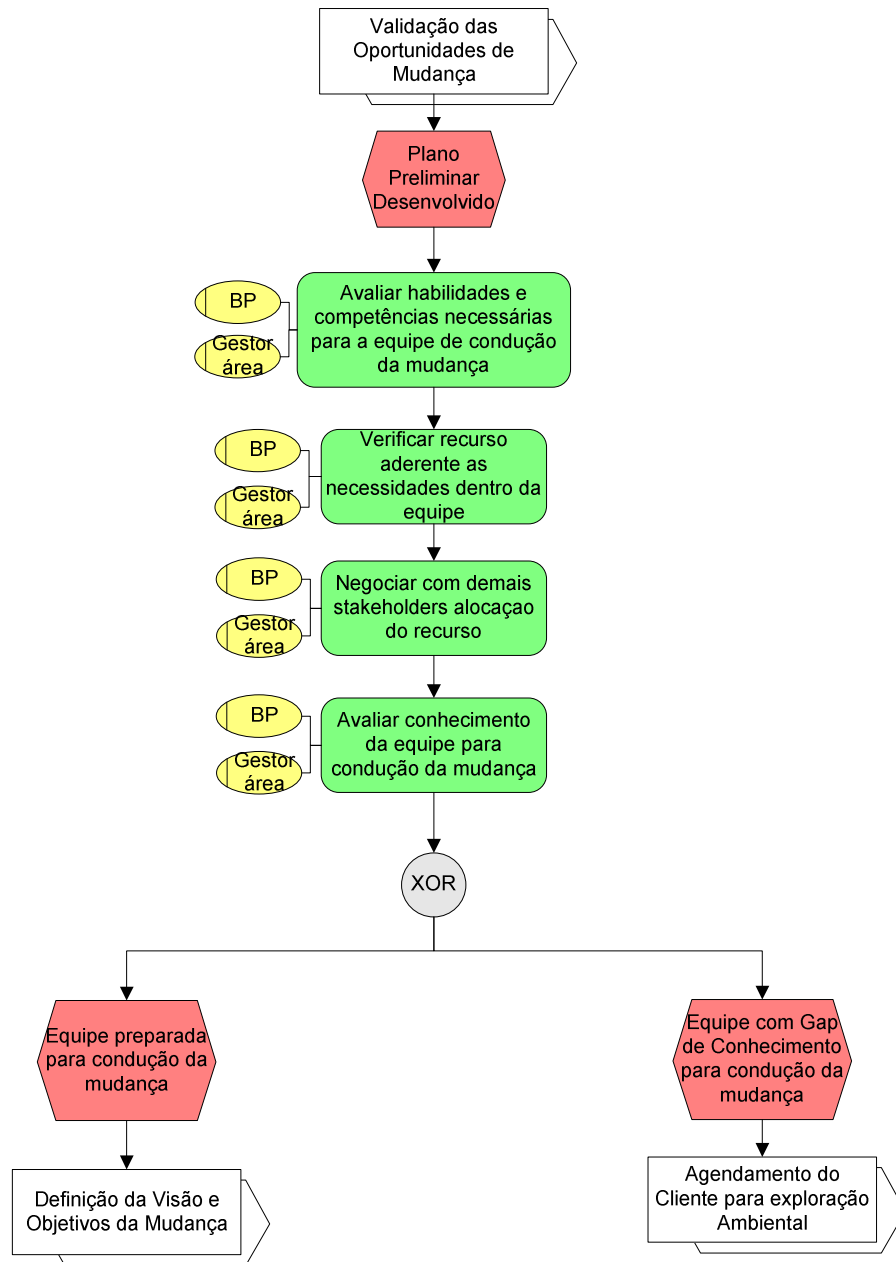 Validação das
Oportunidades de
Mudança
Plano
Preliminar
Desenvolvido
BP
Gestor
área
Avaliar habilidades e
competências necessárias
para a equipe de condução
da mudança
BP
Gestor
área
Verificar recurso
aderente as
necessidades dentro da
equipe
BP
Gestor
área
Negociar com demais
stakeholders alocaçao
do recurso
BP
Gestor
área
Avaliar conhecimento
da equipe para
condução da mudança
XOR
Equipe preparada
para condução da
mudança
Equipe com Gap
de Conhecimento
para condução da
mudança
Definição da Visão e
Objetivos da Mudança
Agendamento do
Cliente para exploração
Ambiental